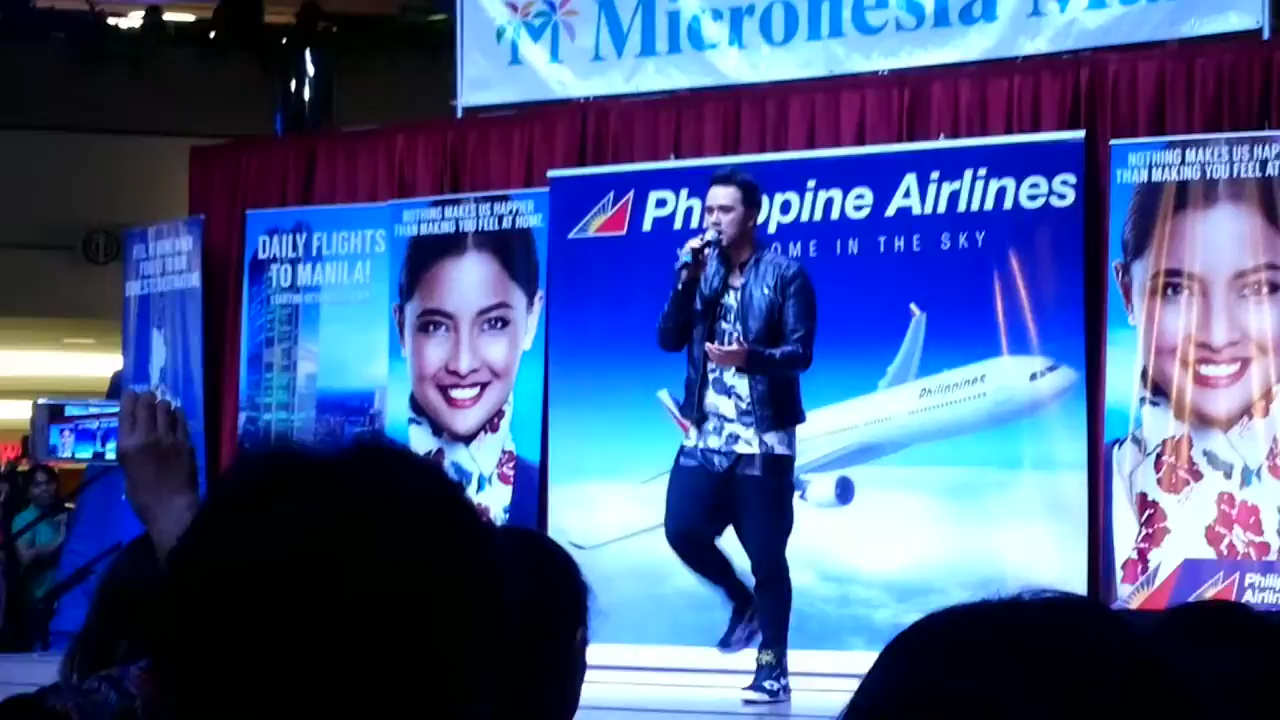 Micronesia
DAILY FLIGHTS
TO MANILA!
NOTHING MAKES US HAPPIER
THAN MAKING YOU FEEL AT HOME.
Philippine Airlines
OME IN THE SKY
Philippines
NOTHING MAKES US HAPP
THAN MAKING YOU FEEL AT
Philip
Airlin